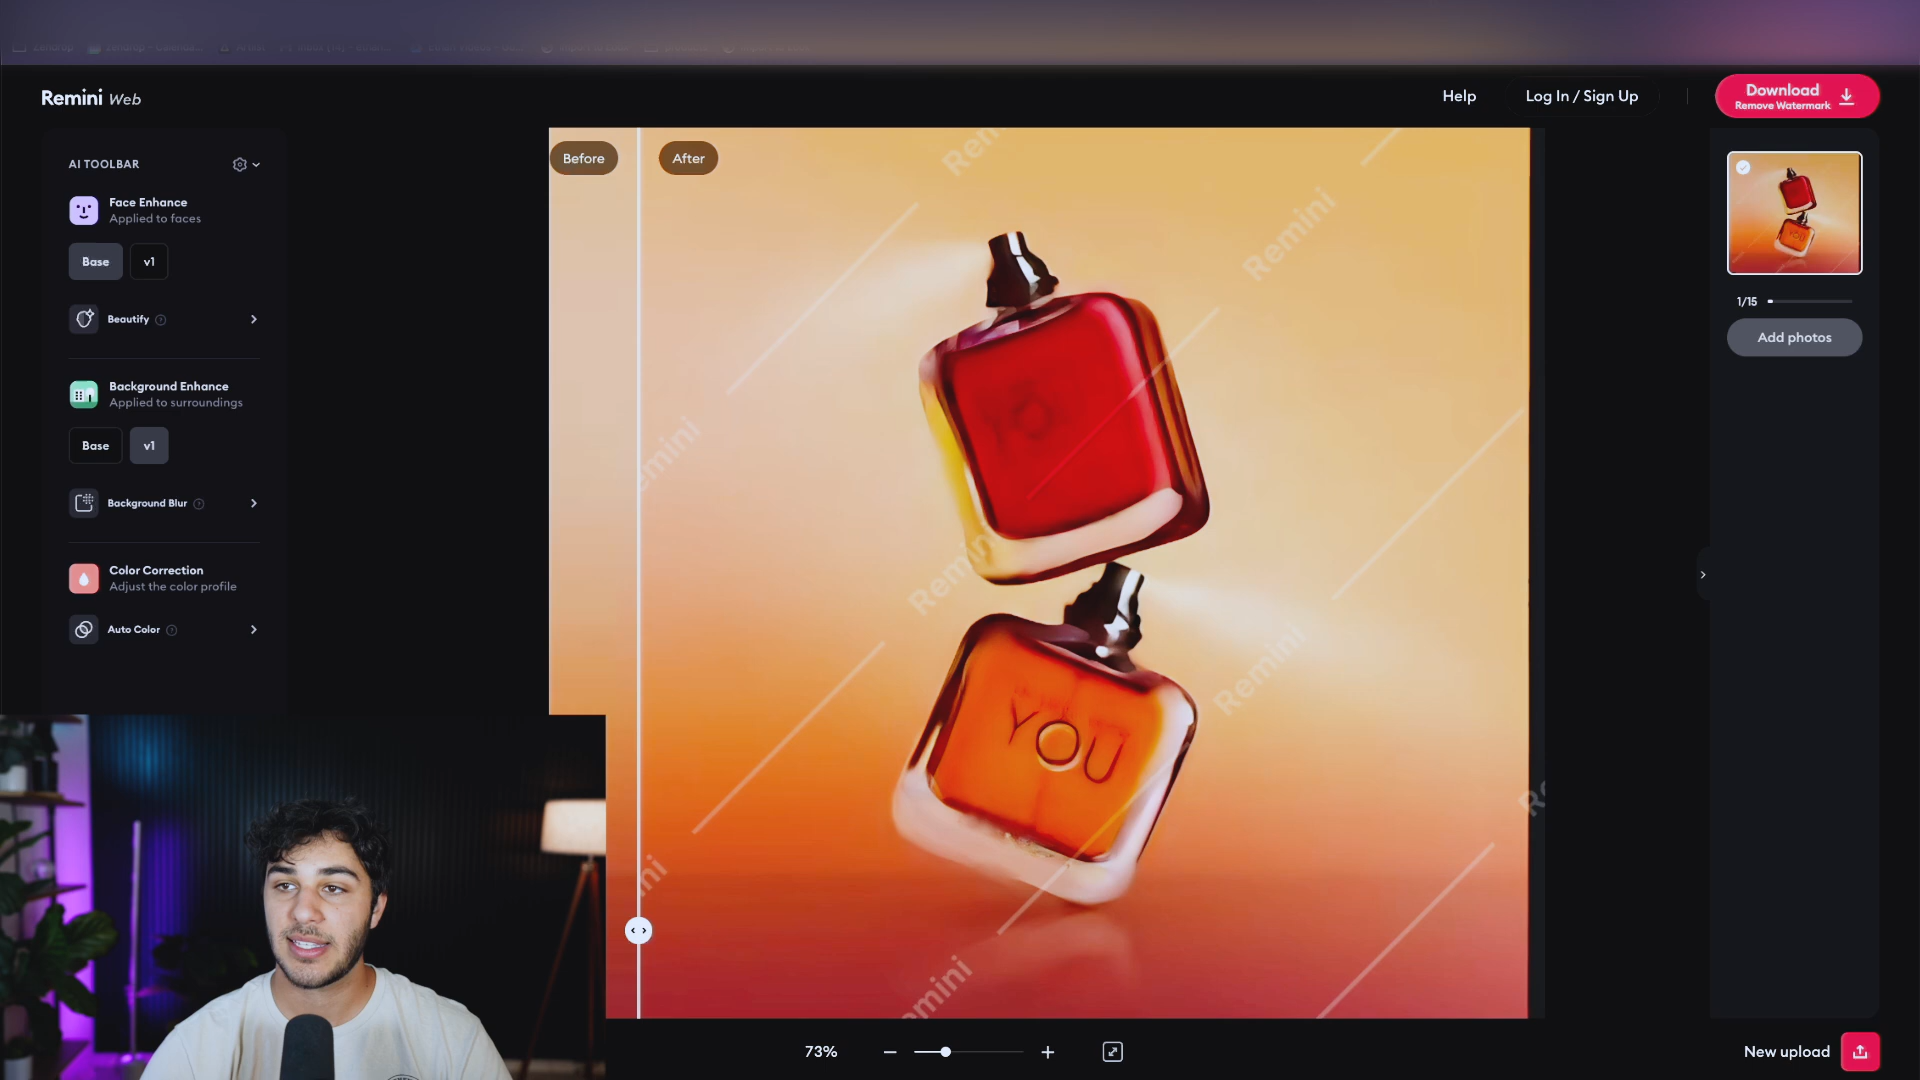 Remini Web
Help
Log In / Sign Up
Download
Remove Watermark
AI TOOLBAR
Face Enhance
Applied to faces
Base
v1
Beautify
Background Enhance
Applied to surroundings
Base
v1
Background Blur
Color Correction
Adjust the color profile
Auto Color
Before
After
Remini
Remini
Remini
YOU
1/15
Add photos
73%
New upload